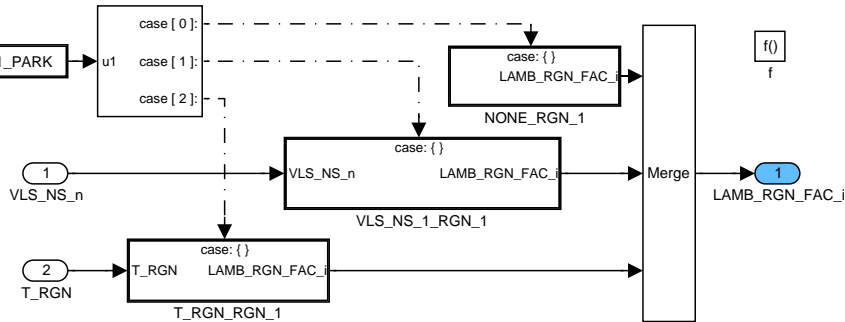 case [ 0 ]:
u1
case [ 1 ]:
case [ 2 ]:
_PARK
case: { }
LAMB_RGN_FAC_i
NONE_RGN_1
f()
f
case: { }
VLS_NS_n
LAMB_RGN_FAC_i
VLS_NS_1_RGN_1
1
VLS_NS_n
Merge
1
LAMB_RGN_FAC_i
case: { }
T_RGN
LAMB_RGN_FAC_i
T_RGN_RGN_1
2
T_RGN